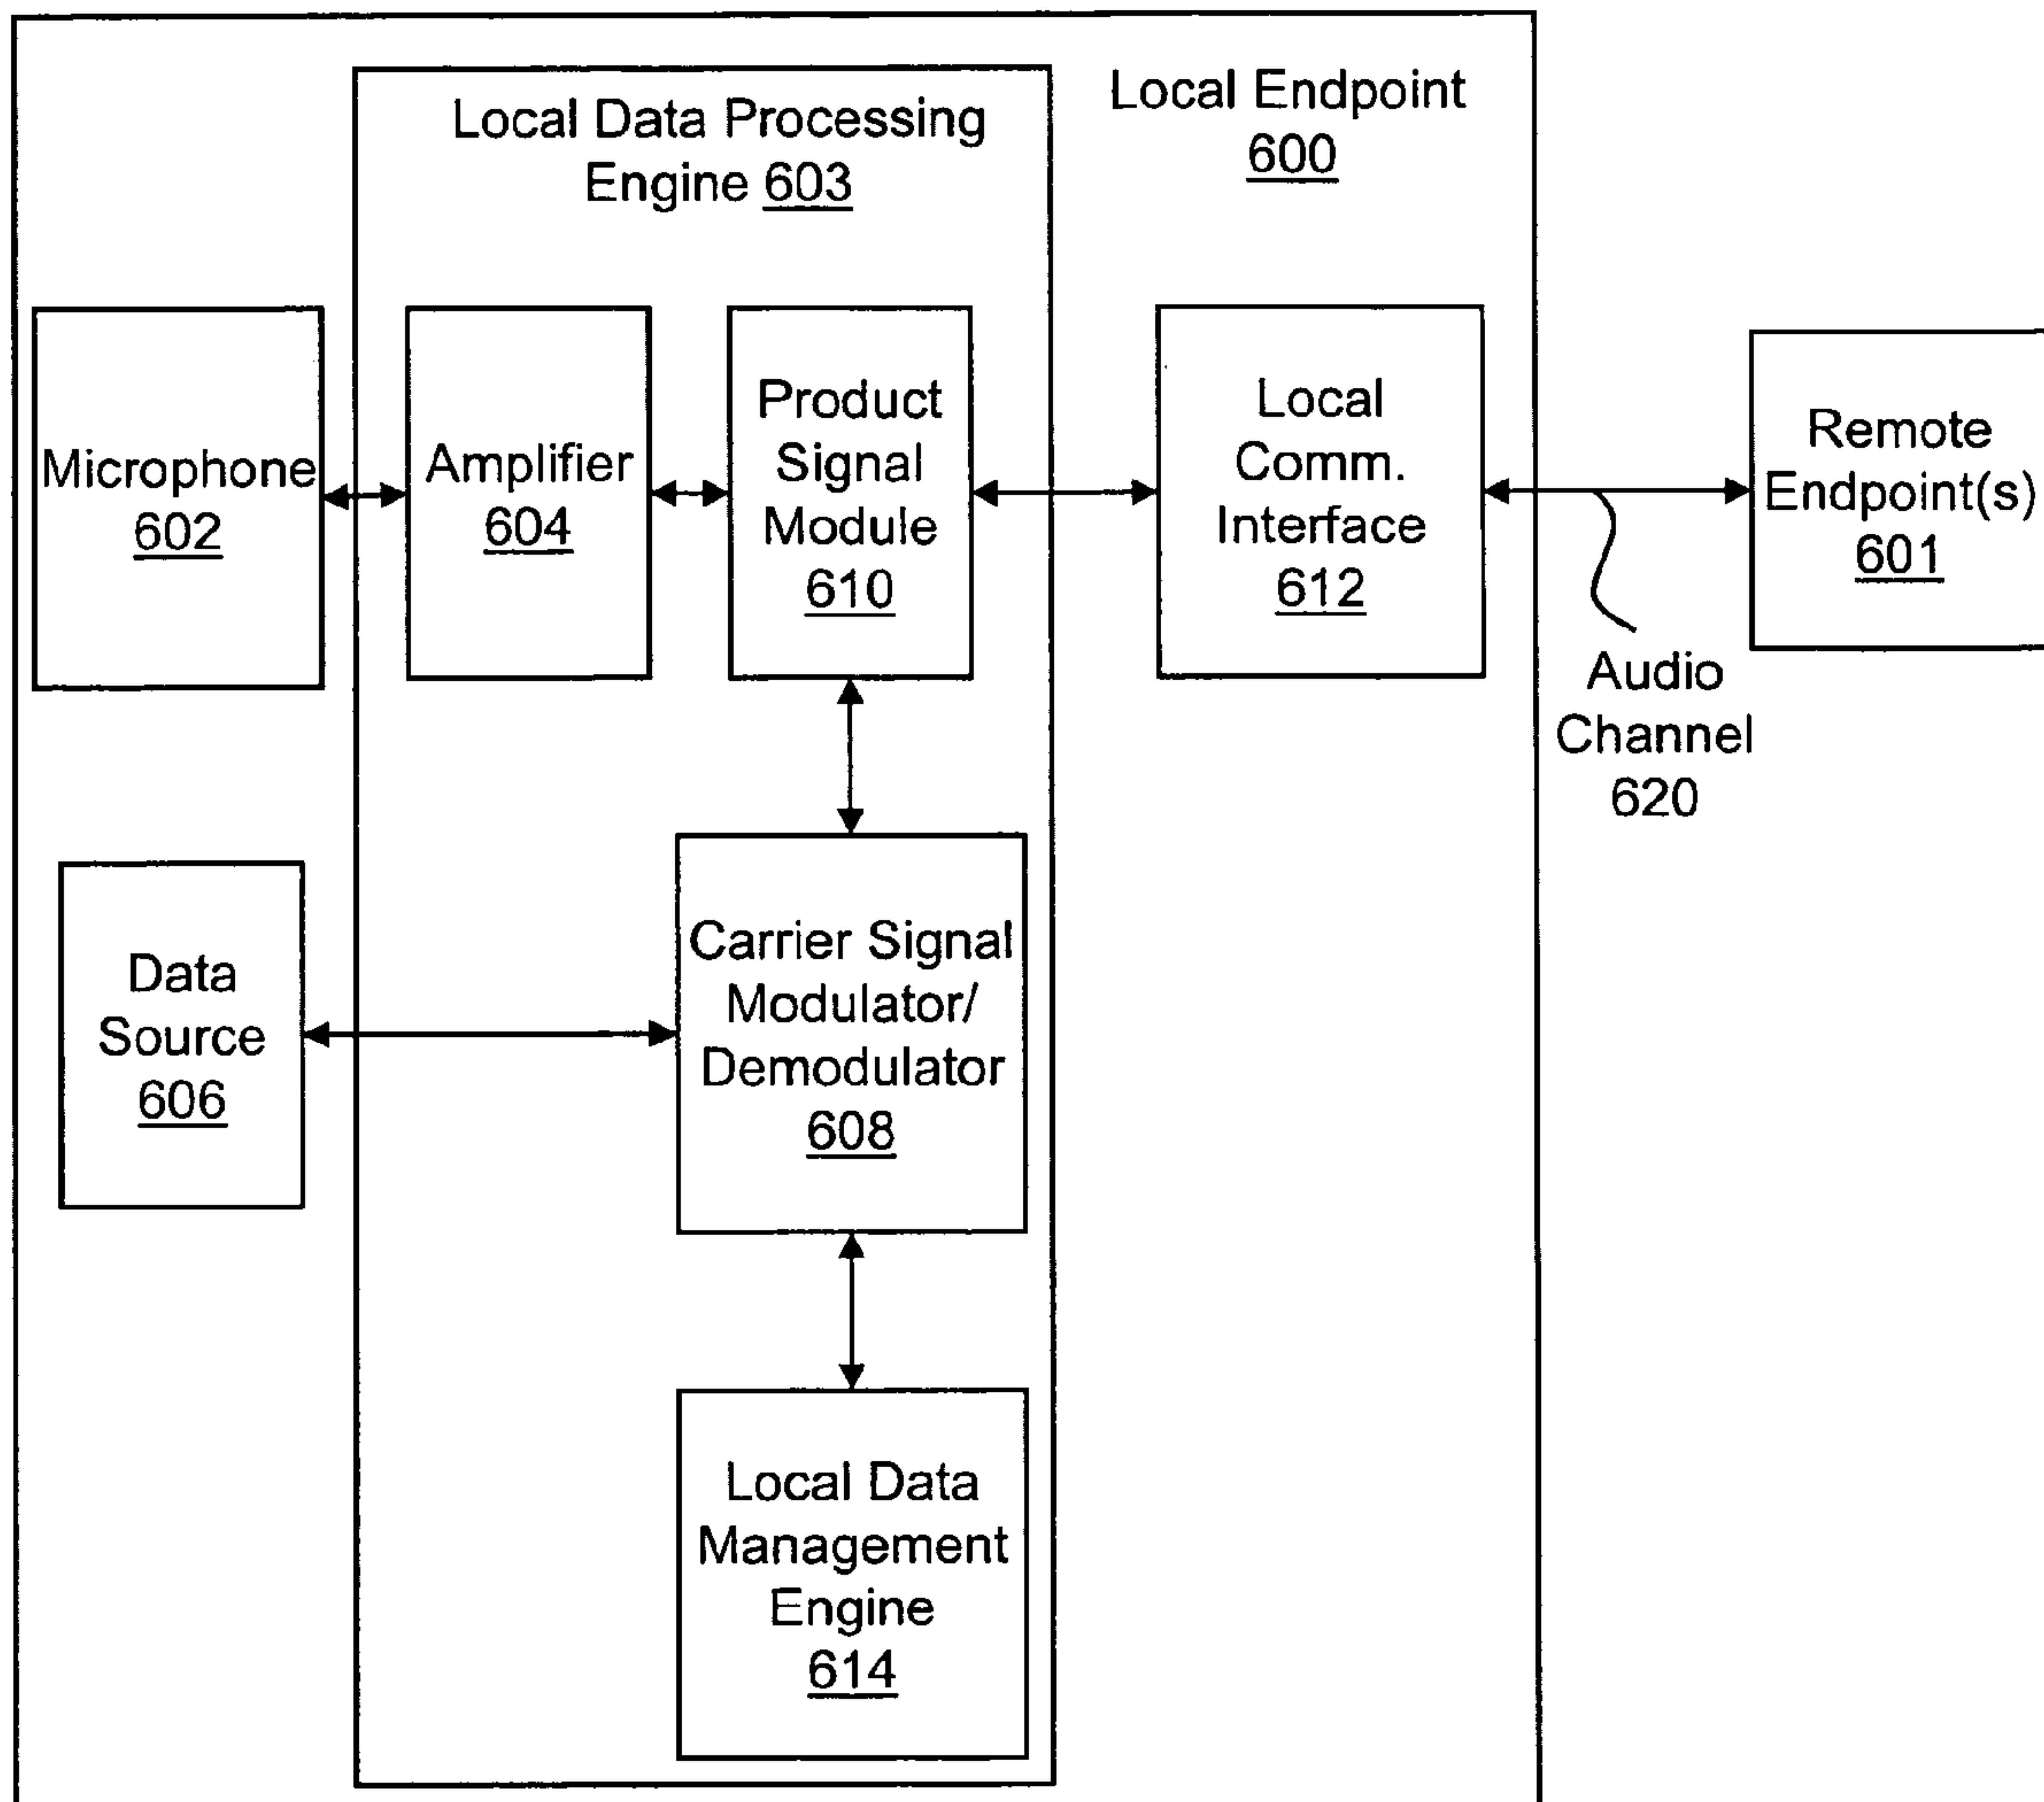 Local Data Processing
Engine 603
Local Endpoint
600
Microphone
602
Amplifier
604
Product
Signal
Module
610
Local
Comm.
Interface
612
Remote
Endpoint(s)
601
Audio
Channel
620
Data
Source
606
Carrier Signal
Modulator/
Demodulator
608
Local Data
Management
Engine
614